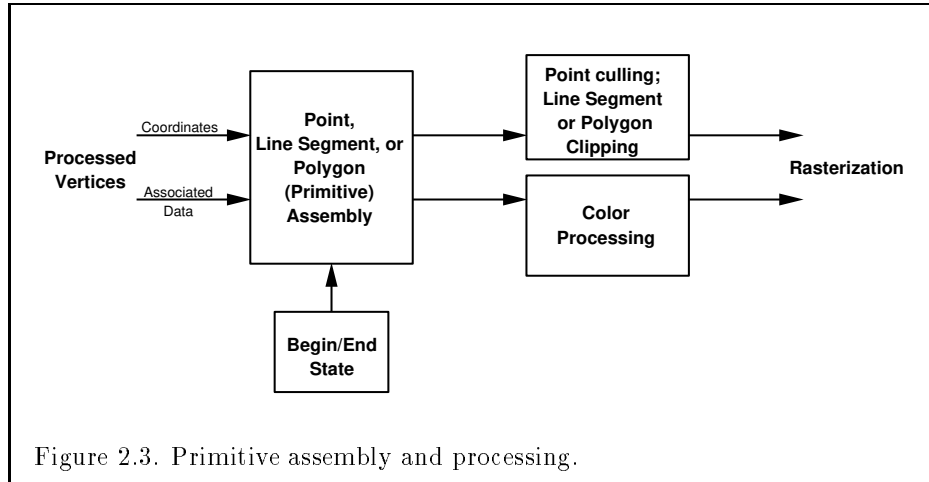 Processed
Vertices
Coordinates
Associated
Data
Point,
Line Segment, or
Polygon
(Primitive)
Assembly
Begin/End
State
Point culling;
Line Segment
or Polygon
Clipping
Color
Processing
Rasterization
Figure 2.3. Primitive assembly and processing.